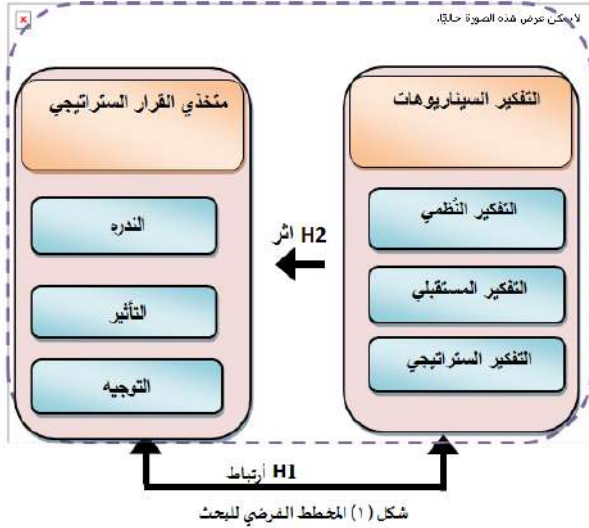 لا يمكن عرض هذه الصورة حاليًا.
التفكير السيناريوهات
التفكير النُظمي
التفكير المستقبلي
التفكير الستراتيجي
H2 اثر
متخذي القرار الستراتيجي
الندره
التأثير
التوجيه
H1 أرتباط
شكل (١) المخطط الفرضي للبحث